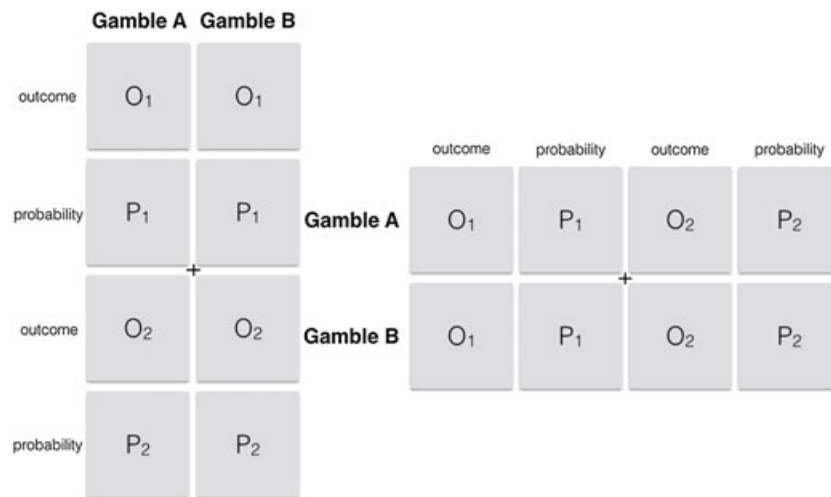 Gamble A Gamble B
outcome O₁ O₁
probability P₁ P₁
+
outcome O₂ O₂
probability P₂ P₂
outcome probability outcome probability
Gamble A O₁ P₁ O₂ P₂
+
Gamble B O₁ P₁ O₂ P₂